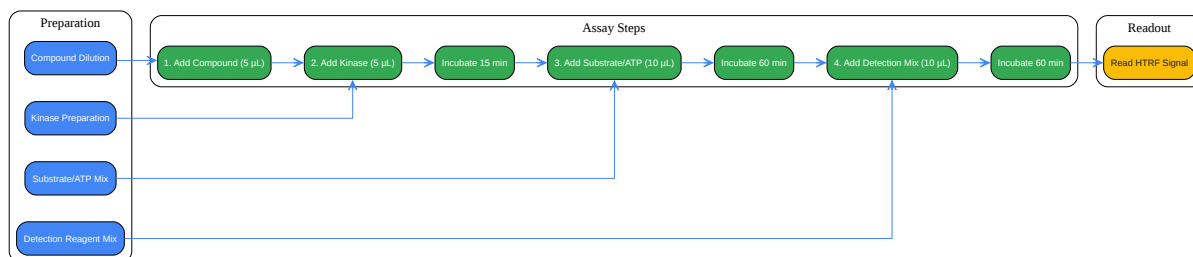 Preparation
Compound Dilution
Kinase Preparation
Substrate/ATP Mix
Detection Reagent Mix
Assay Steps
1. Add Compound (5 µL)
2. Add Kinase (5 µL)
Incubate 15 min
3. Add Substrate/ATP (10 µL)
Incubate 60 min
4. Add Detection Mix (10 µL)
Incubate 60 min
Readout
Read HTRF Signal